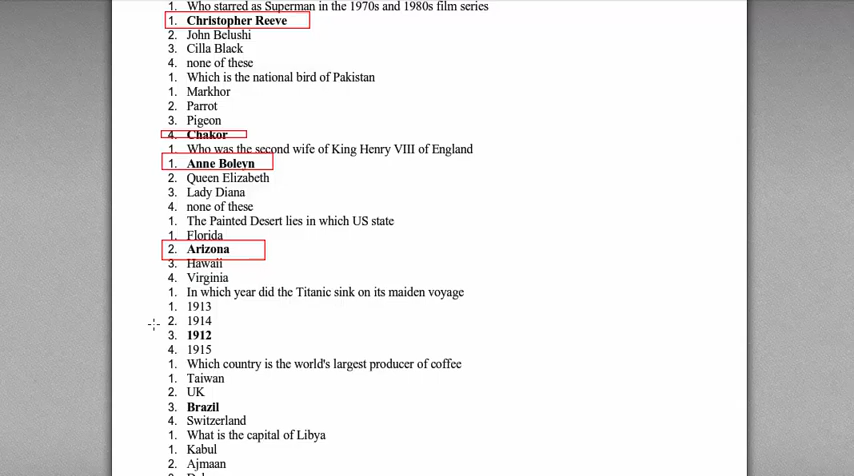 1. Who starred as Superman in the 1970s and 1980s film series
1. Christopher Reeve
2. John Belushi
3. Cilla Black
4. none of these
1. Which is the national bird of Pakistan
1. Markhor
2. Parrot
3. Pigeon
4. Chakor
1. Who was the second wife of King Henry VIII of England
1. Anne Boleyn
2. Queen Elizabeth
3. Lady Diana
4. none of these
1. The Painted Desert lies in which US state
1. Florida
2. Arizona
3. Hawaii
4. Virginia
1. In which year did the Titanic sink on its maiden voyage
1. 1913
2. 1914
3. 1912
4. 1915
1. Which country is the world's largest producer of coffee
1. Taiwan
2. UK
3. Brazil
4. Switzerland
1. What is the capital of Libya
1. Kabul
2. Ajmaan